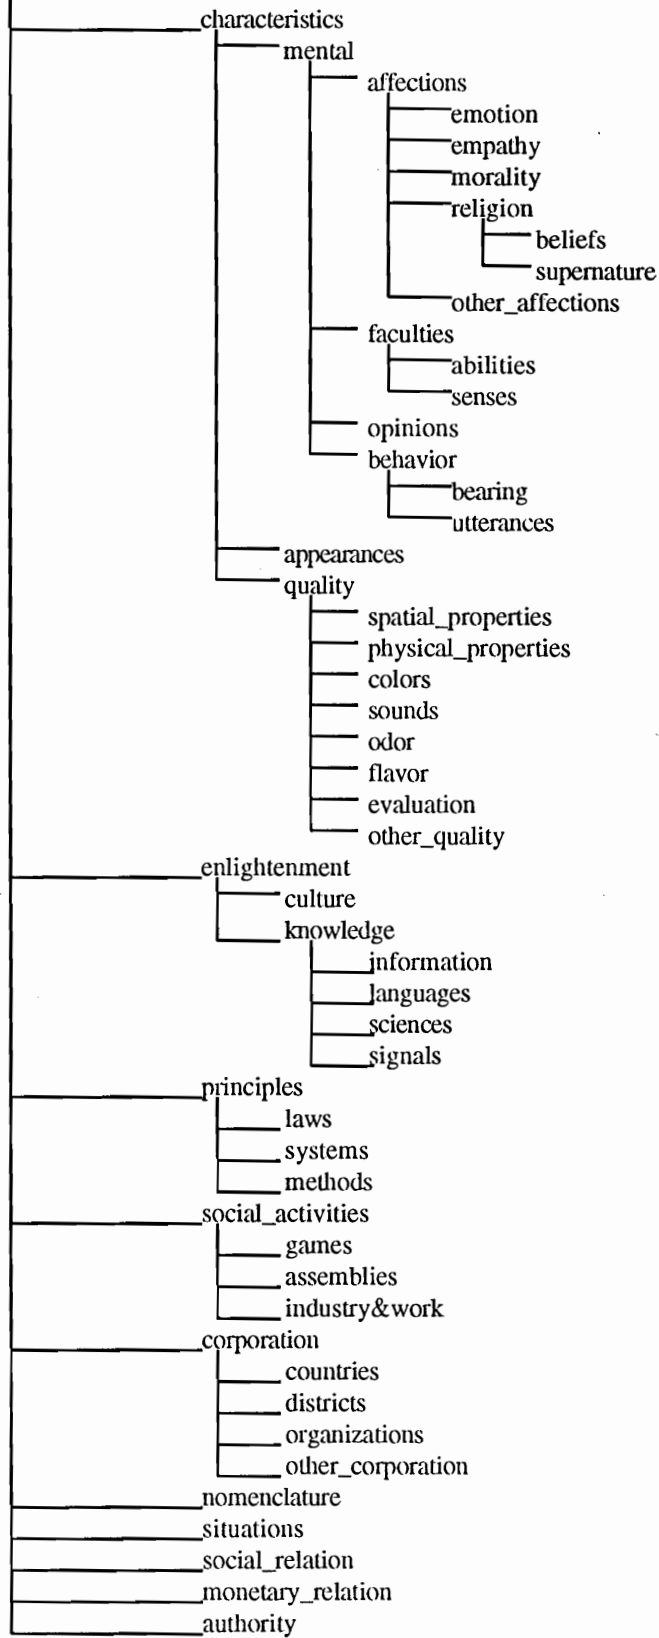 characteristics
mental
affections
emotion
empathy
morality
religion
beliefs
supernature
other_affections
faculties
abilities
senses
opinions
behavior
bearing
utterances
appearances
quality
spatial_properties
physical_properties
colors
sounds
odor
flavor
evaluation
other_quality
enlightenment
culture
knowledge
information
languages
sciences
signals
principles
laws
systems
methods
social_activities
games
assemblies
industry&work
corporation
countries
districts
organizations
other_corporation
nomenclature
situations
social_relation
monetary_relation
authority